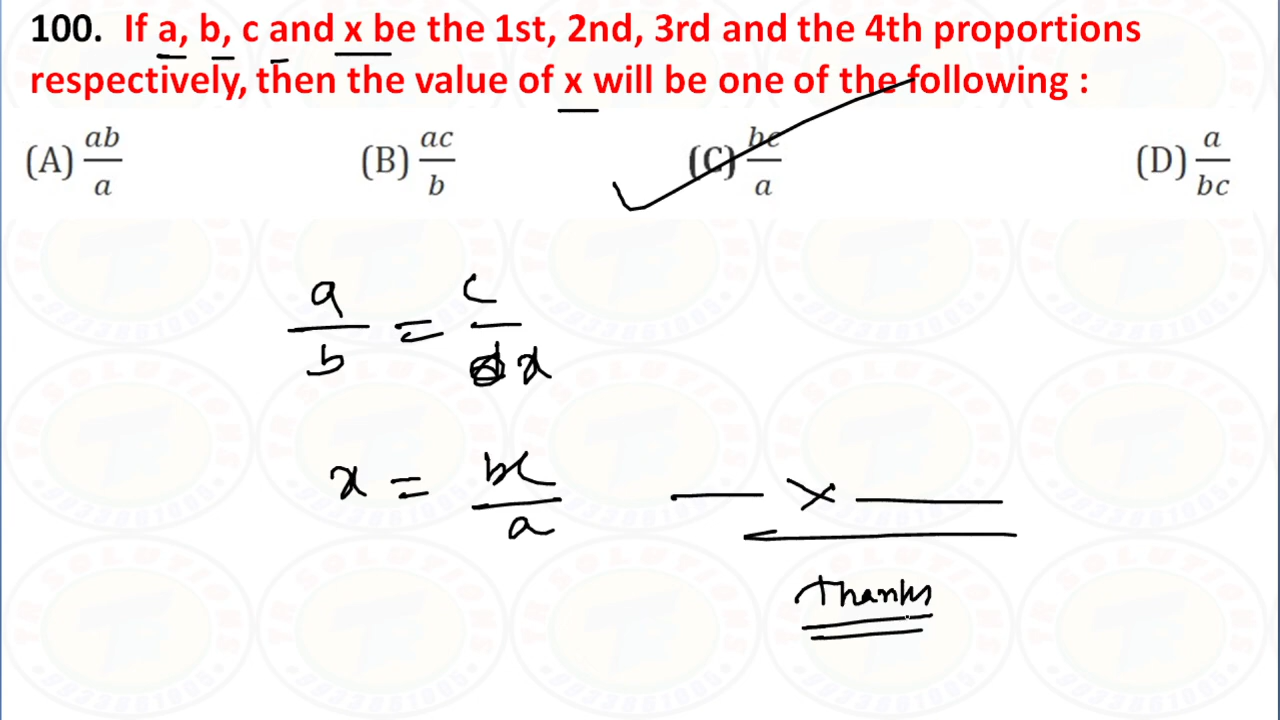 100. If a, b, c and x be the 1st, 2nd, 3rd and the 4th proportions
respectively, then the value of x will be one of the following :
(A) ab/a (B) ac/b (C) bc/a (D) a/bc
a/b = c/x
x = bc/a
Thanks